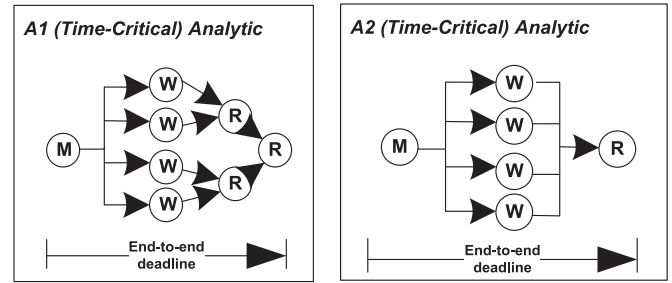 A1 (Time-Critical) Analytic
W
W
M
W
W
R
R
R
End-to-end
deadline
A2 (Time-Critical) Analytic
W
W
M
W
W
R
End-to-end
deadline